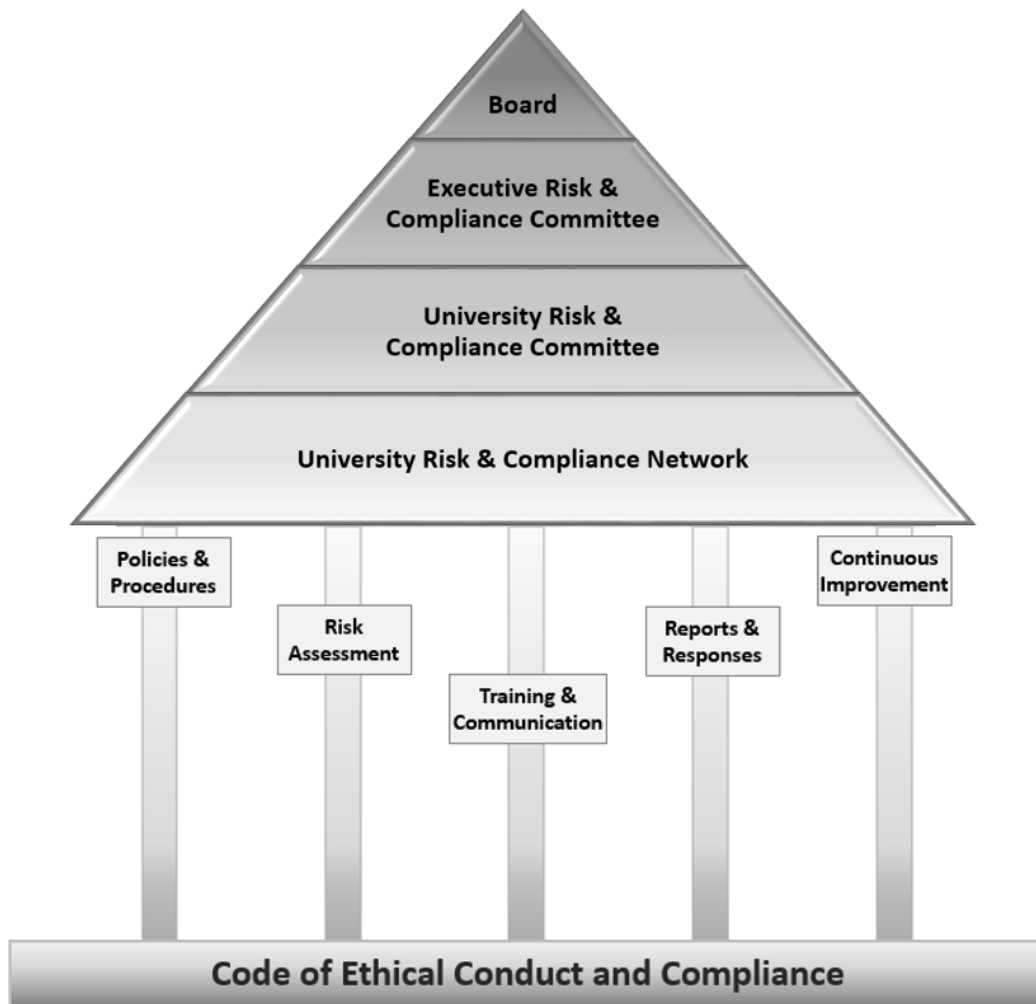 Board
Executive Risk &
Compliance Committee
University Risk &
Compliance Committee
University Risk & Compliance Network
Policies &
Procedures
Risk
Assessment
Training &
Communication
Reports &
Responses
Continuous
Improvement
Code of Ethical Conduct and Compliance